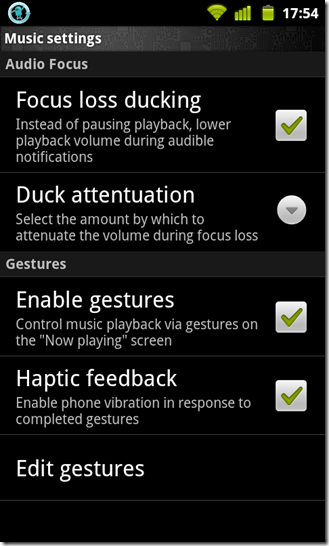 17:54
Music settings
Audio Focus
Focus loss ducking
Instead of pausing playback, lower
playback volume during audible
notifications
Duck attentuation
Select the amount by which to
attenuate the volume during focus loss
Gestures
Enable gestures
Control music playback via gestures on
the "Now playing" screen
Haptic feedback
Enable phone vibration in response to
completed gestures
Edit gestures